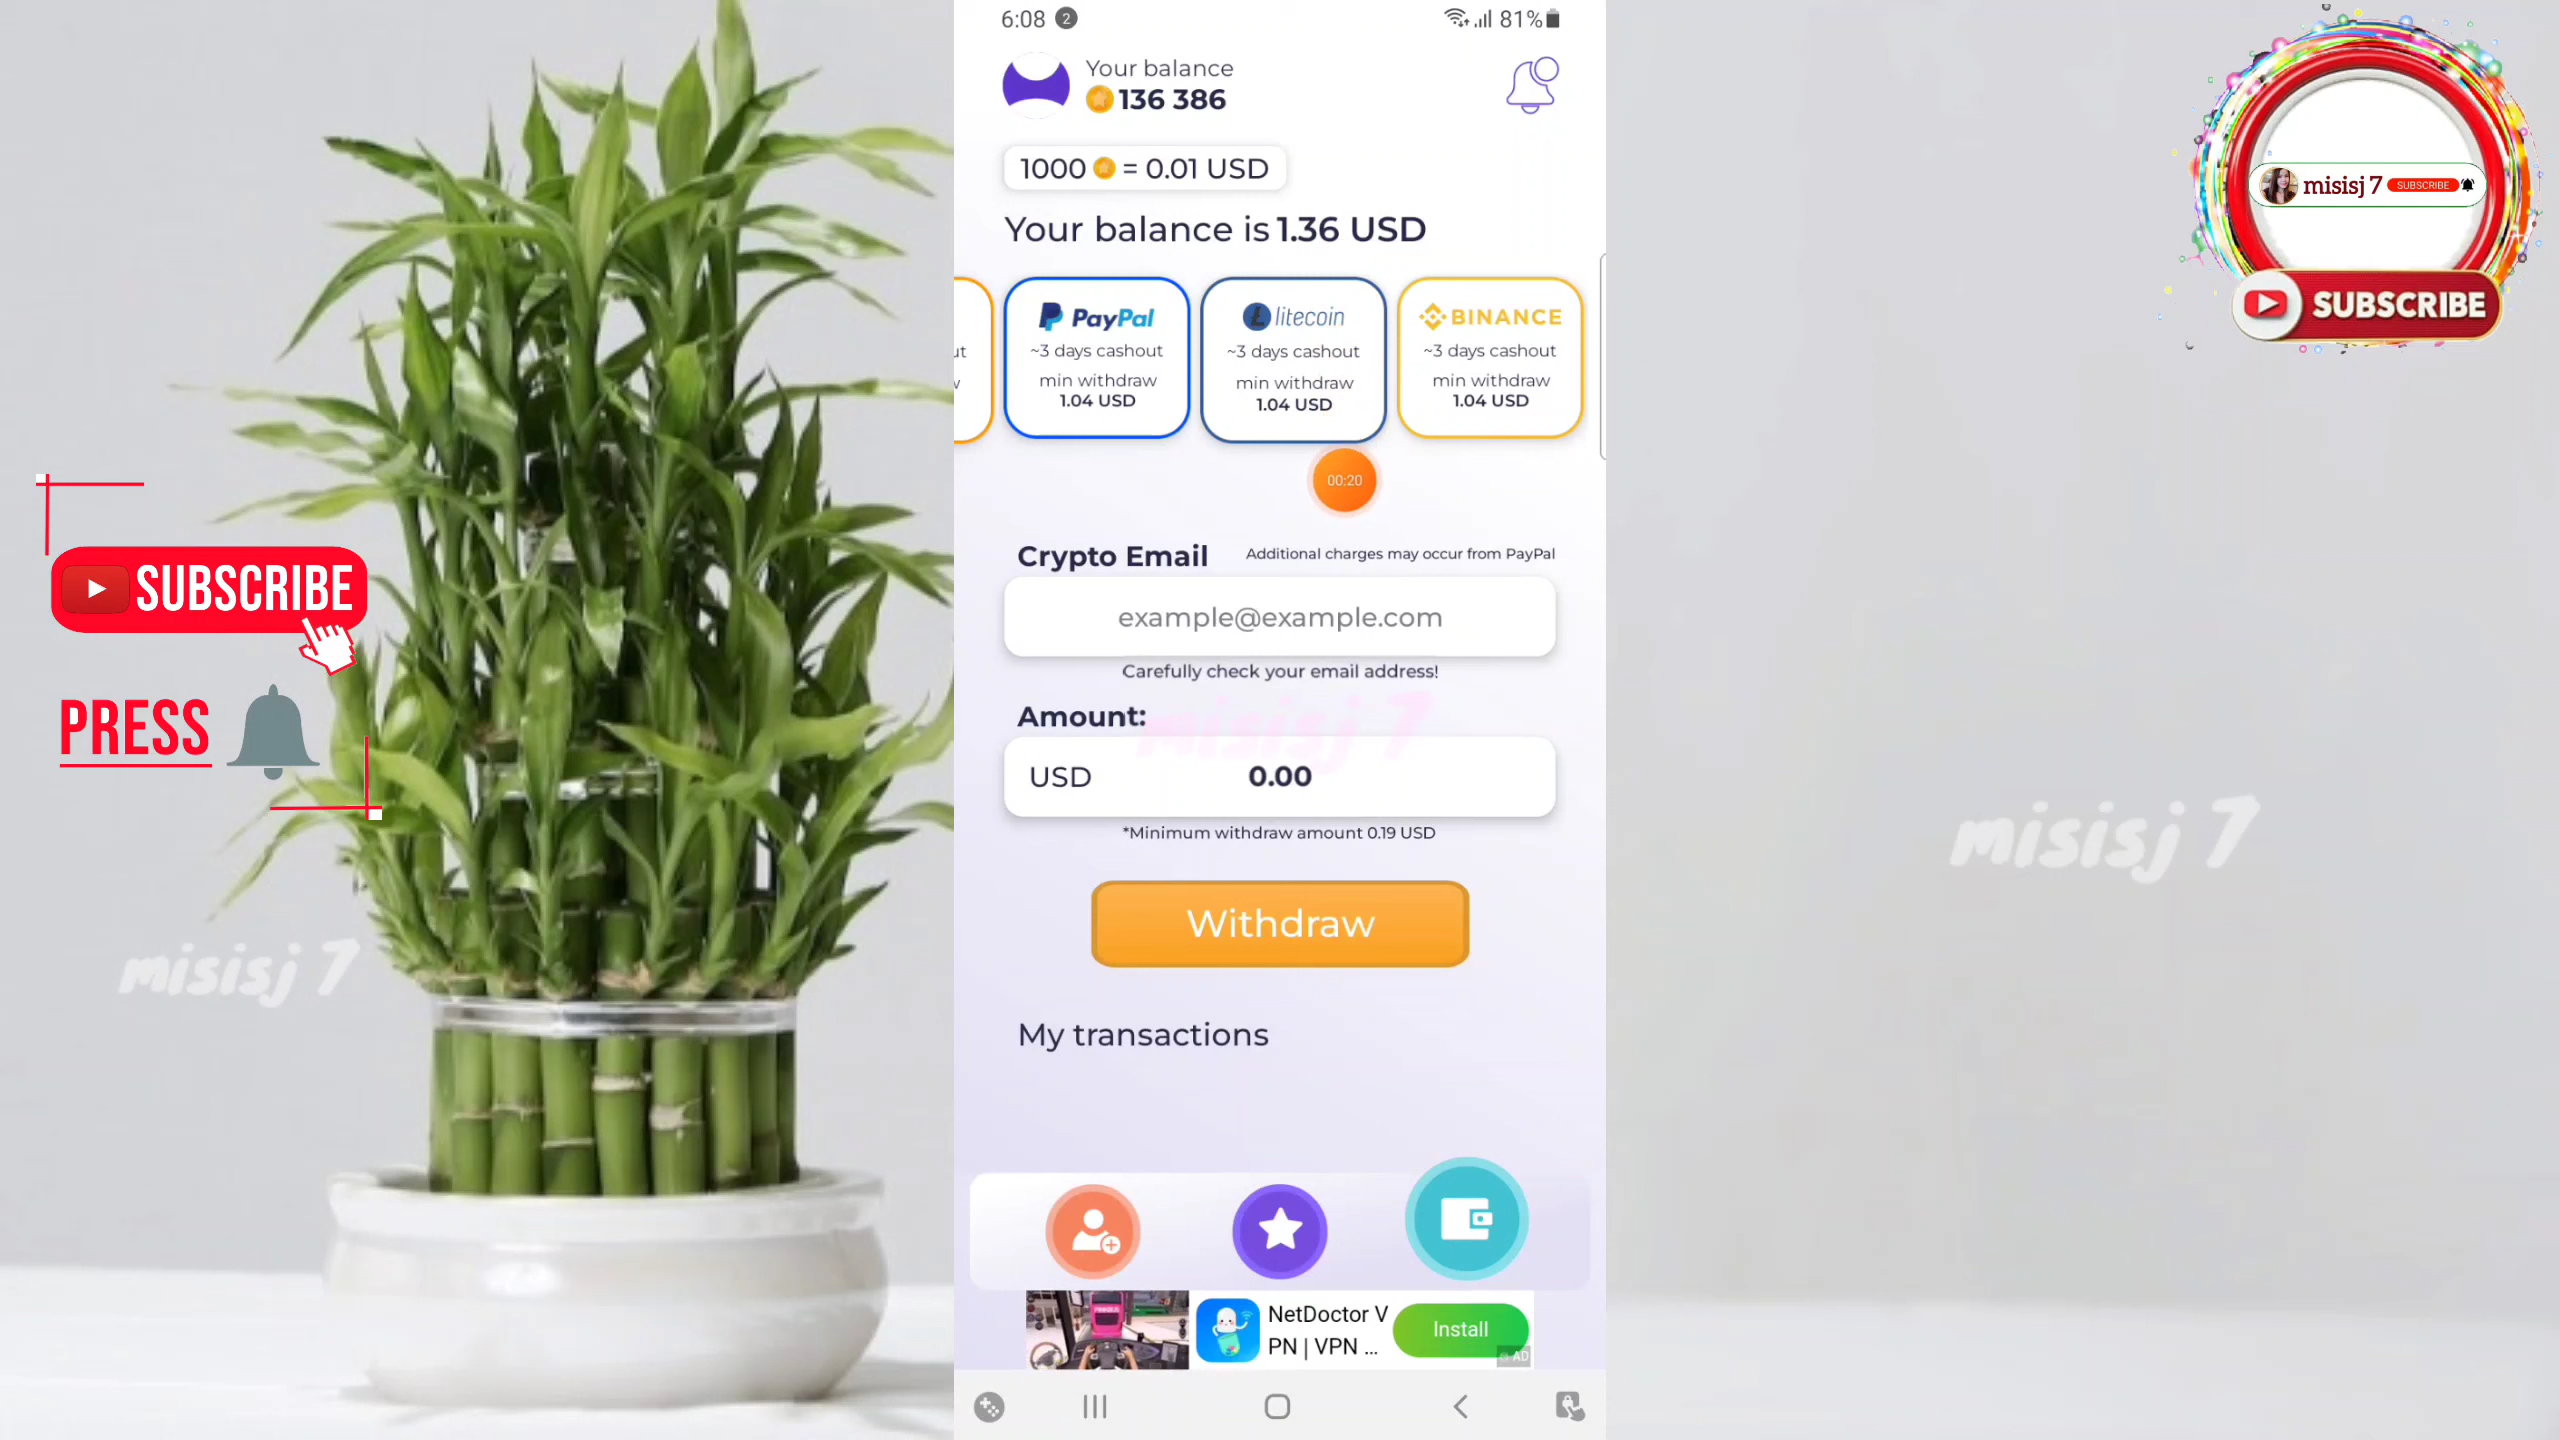 6:08 2 81%
Your balance
136 386
1000 = 0.01 USD
Your balance is 1.36 USD
PayPal
~3 days cashout
min withdraw
1.04 USD
litecoin
~3 days cashout
min withdraw
1.04 USD
BINANCE
~3 days cashout
min withdraw
1.04 USD
00:20
Crypto Email
Additional charges may occur from PayPal
example@example.com
Carefully check your email address!
Amount:
misisj 7
USD 0.00
*Minimum withdraw amount 0.19 USD
Withdraw
My transactions
NetDoctor V
PN | VPN ...
Install
AD
SUBSCRIBE
PRESS
misisj 7
misisj 7 SUBSCRIBE
SUBSCRIBE
misisj 7